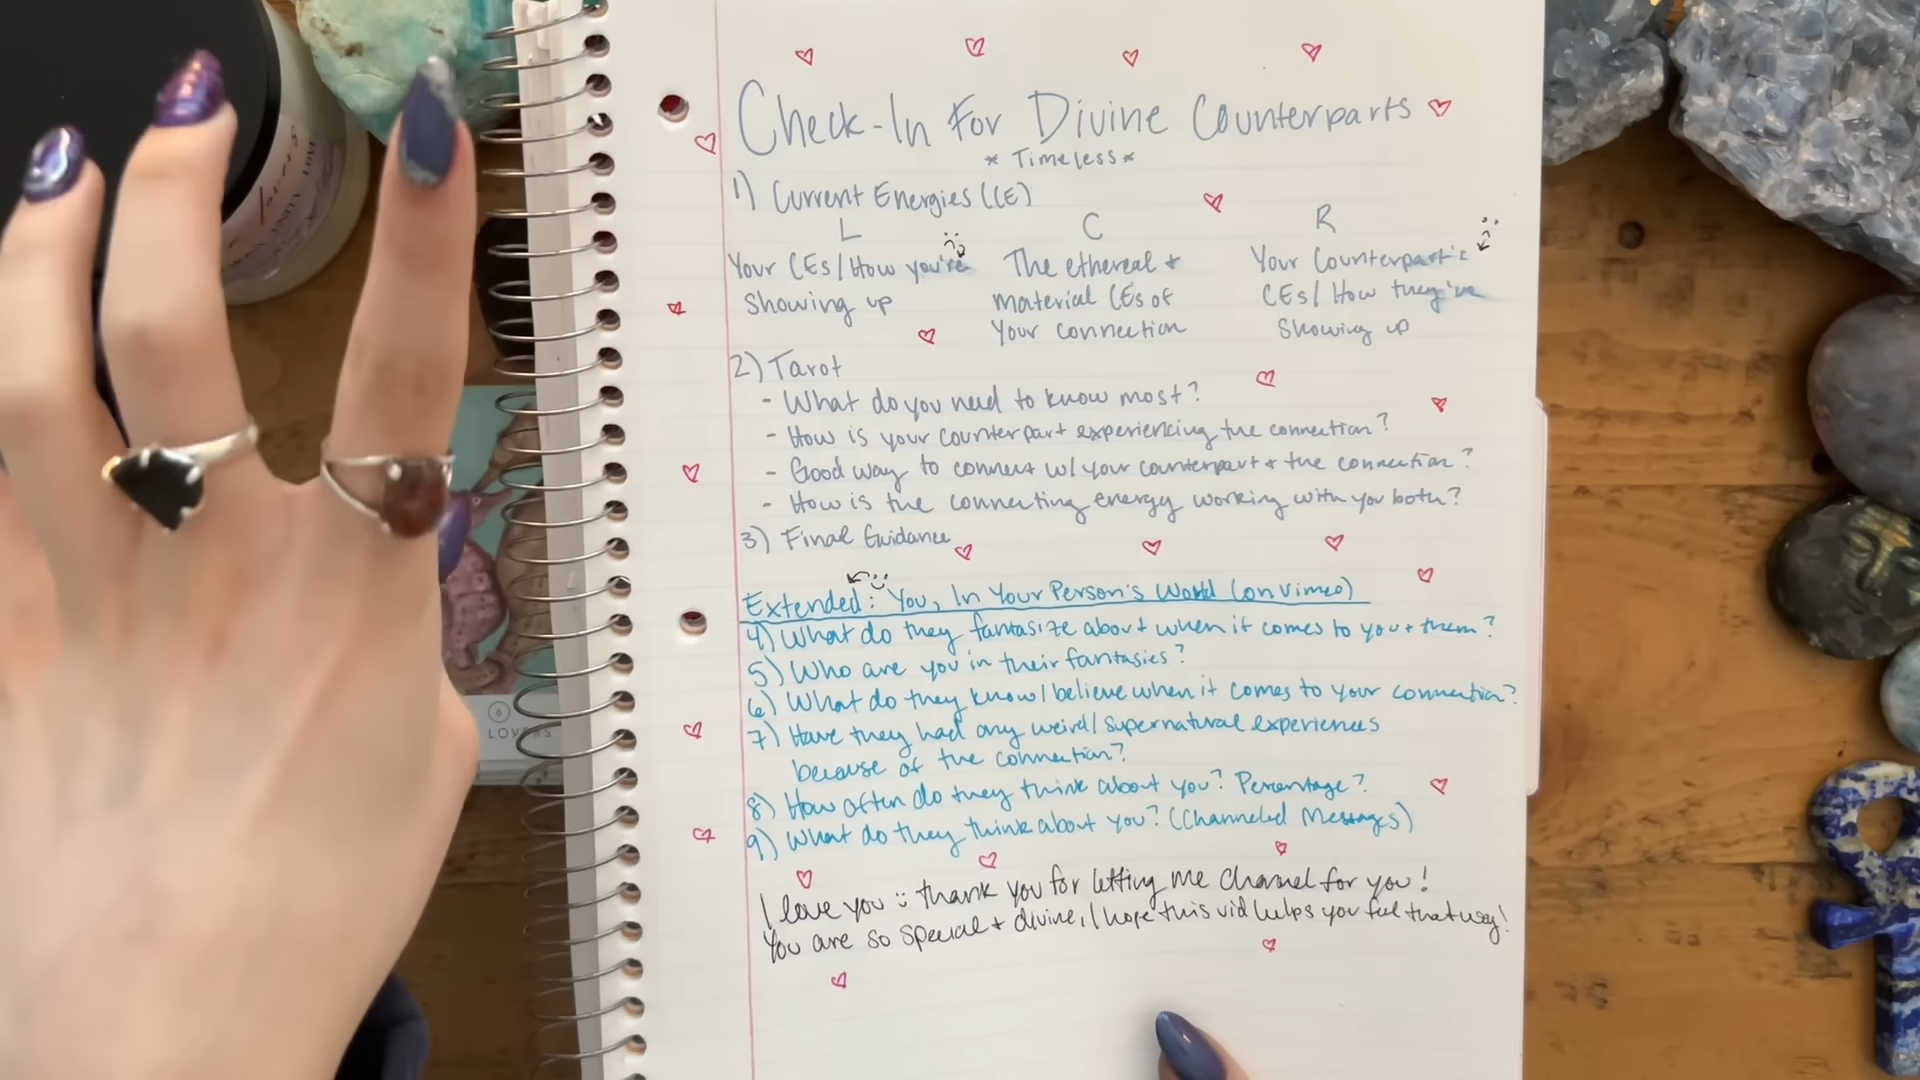 Check-In For Divine Counterparts
* Timeless *
1) Current Energies (CE)
L C R
Your CEs/How you're
showing up
The ethereal +
material CEs of
Your connection
Your Counterpart's
CEs/ How they're
Showing up
2) Tarot
- What do you need to know most?
- How is your counterpart experiencing the connection?
- Good way to connect w/ your counterpart + the connection?
- How is the connecting energy working with you both?
3) Final Guidance
Extended: You, In Your Person's World (on Vimeo)
4) What do they fantasize about when it comes to you + them?
5) Who are you in their fantasies?
6) What do they know/believe when it comes to your connection?
7) Have they had any weird/supernatural experiences
because of the connection?
8) How often do they think about you? Percentage?
9) What do they think about you? (Channeled Messages)
I love you :) thank you for letting me channel for you!
You are so special + divine, I hope this vid helps you feel that way!
6
LOVERS
lovers